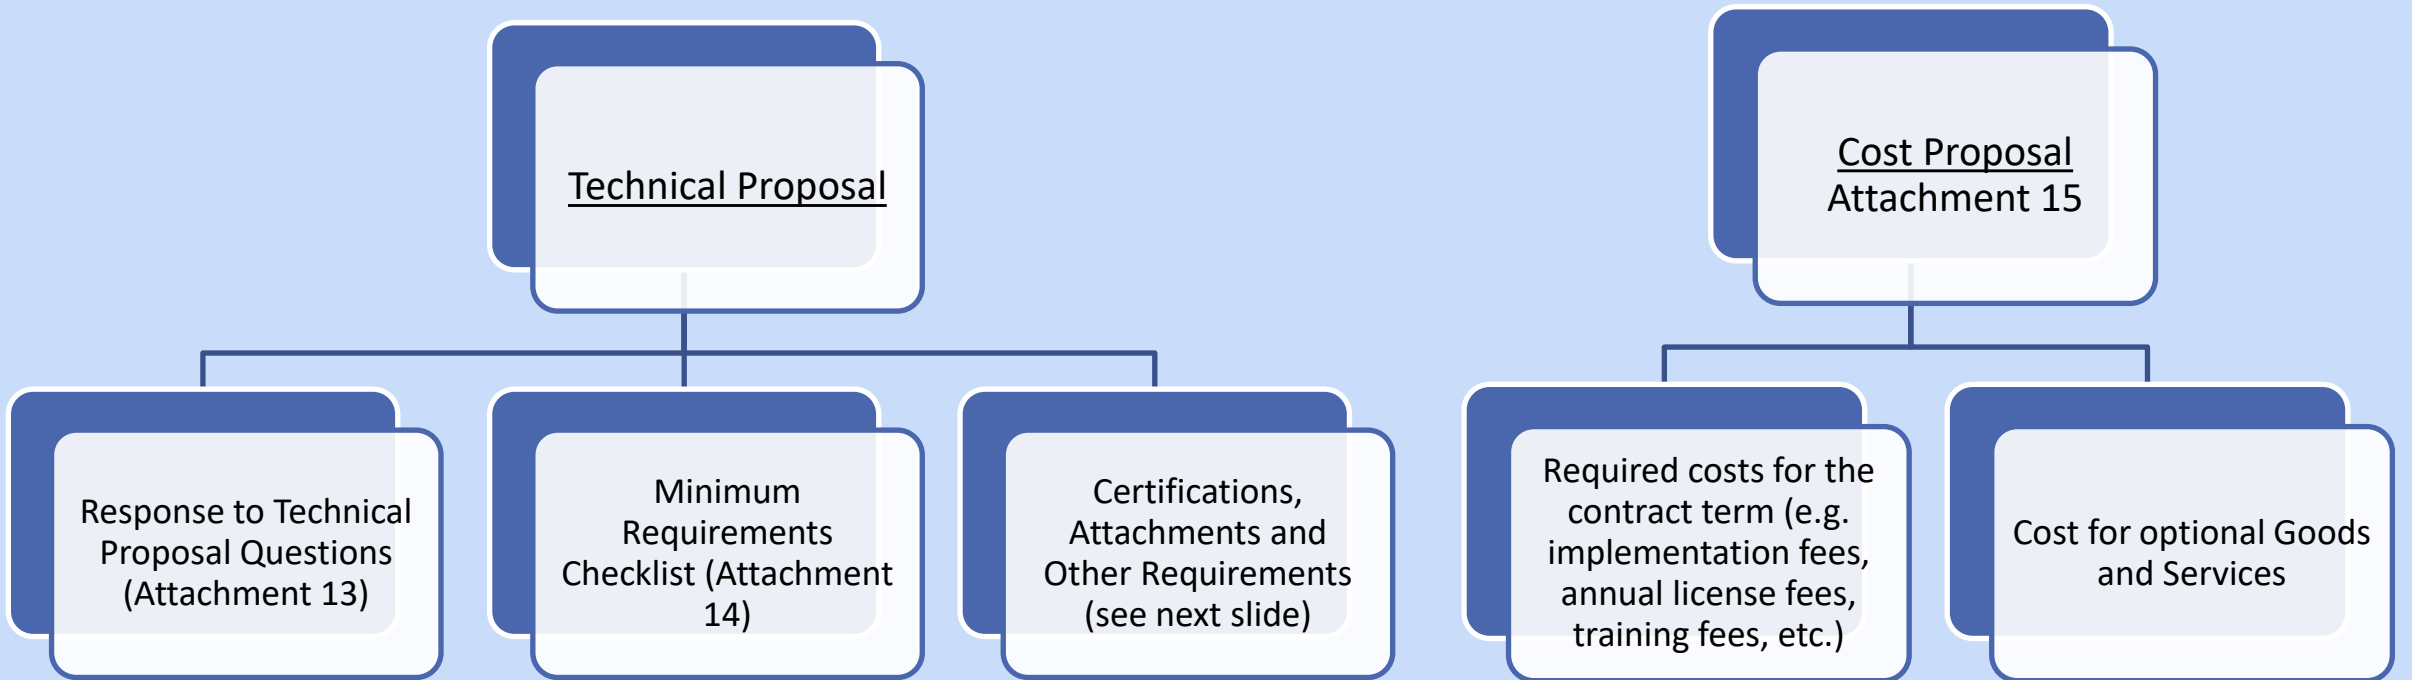 Technical Proposal
Cost Proposal
Attachment 15
Response to Technical
Proposal Questions
(Attachment 13)
Minimum
Requirements
Checklist (Attachment
14)
Certifications,
Attachments and
Other Requirements
(see next slide)
Required costs for the
contract term (e.g.
implementation fees,
annual license fees,
training fees, etc.)
Cost for optional Goods
and Services